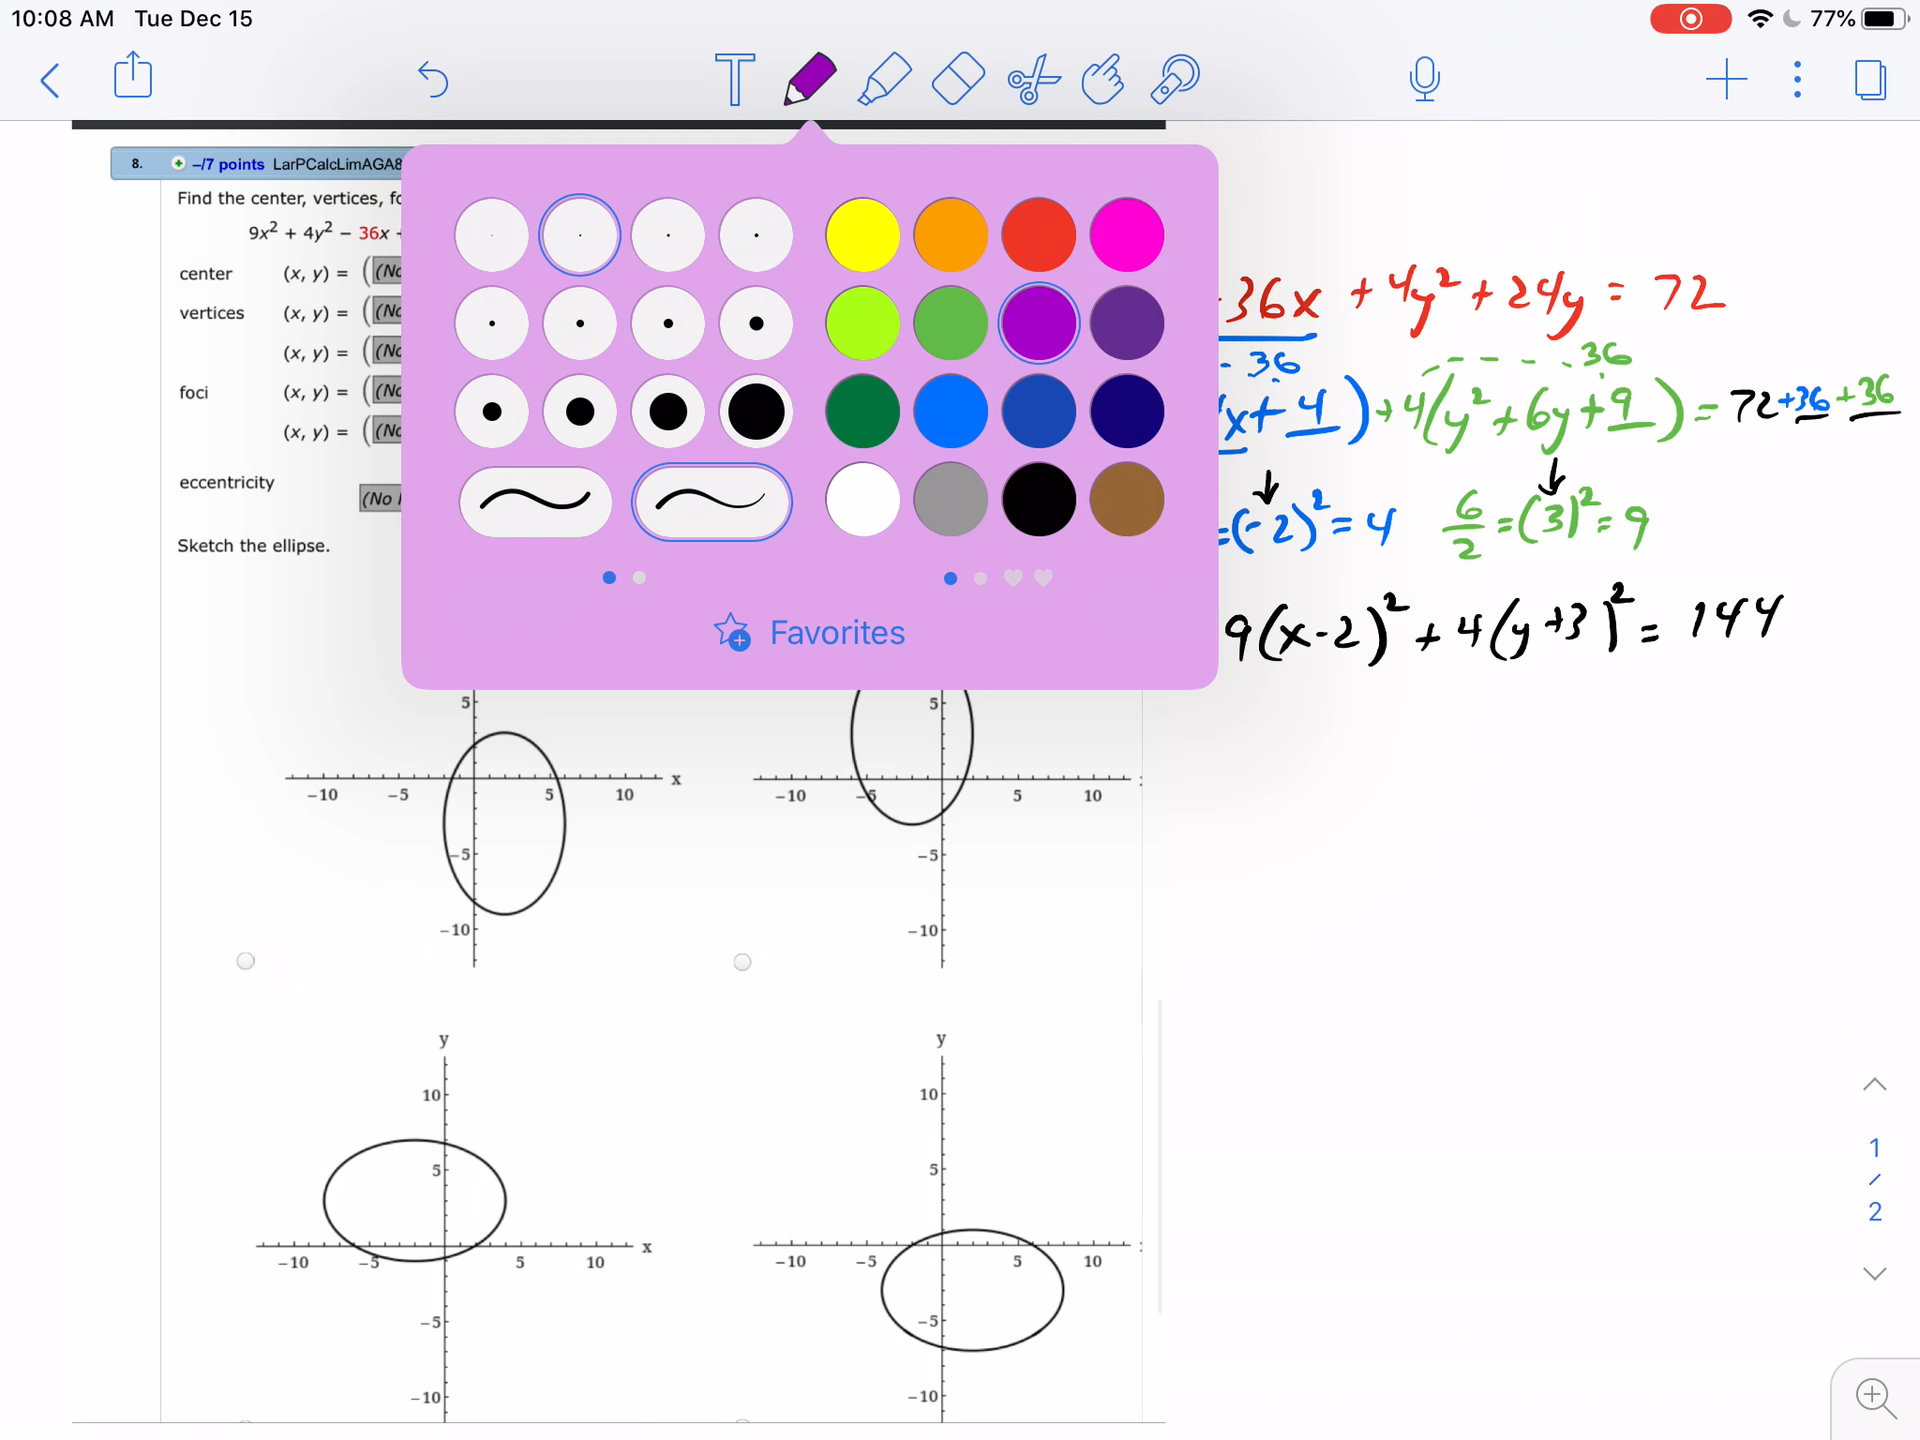 10:08 AM Tue Dec 15
77%
8. –/7 points LarPCalcLimAGA8
Find the center, vertices, fo
9x² + 4y² − 36x +
center (x, y) = ( (No
vertices (x, y) = ( (No
(x, y) = ( (No
foci (x, y) = ( (No
(x, y) = ( (No
eccentricity (No
Sketch the ellipse.
Favorites
36x + 4y² + 24y = 72
- 36 - - - - 36
x + 4) + 4(y² + 6y + 9) = 72 +36 +36
=(-2)² = 4 6/2 = (3)² = 9
9(x-2)² + 4(y+3)² = 144
5
−10 −5 5 10 x
−5
−10
5
−10 −5 5 10
−5
−10
y
10
5
−10 −5 5 10 x
−5
−10
y
10
5
−10 −5 5 10
−5
−10
1
/
2